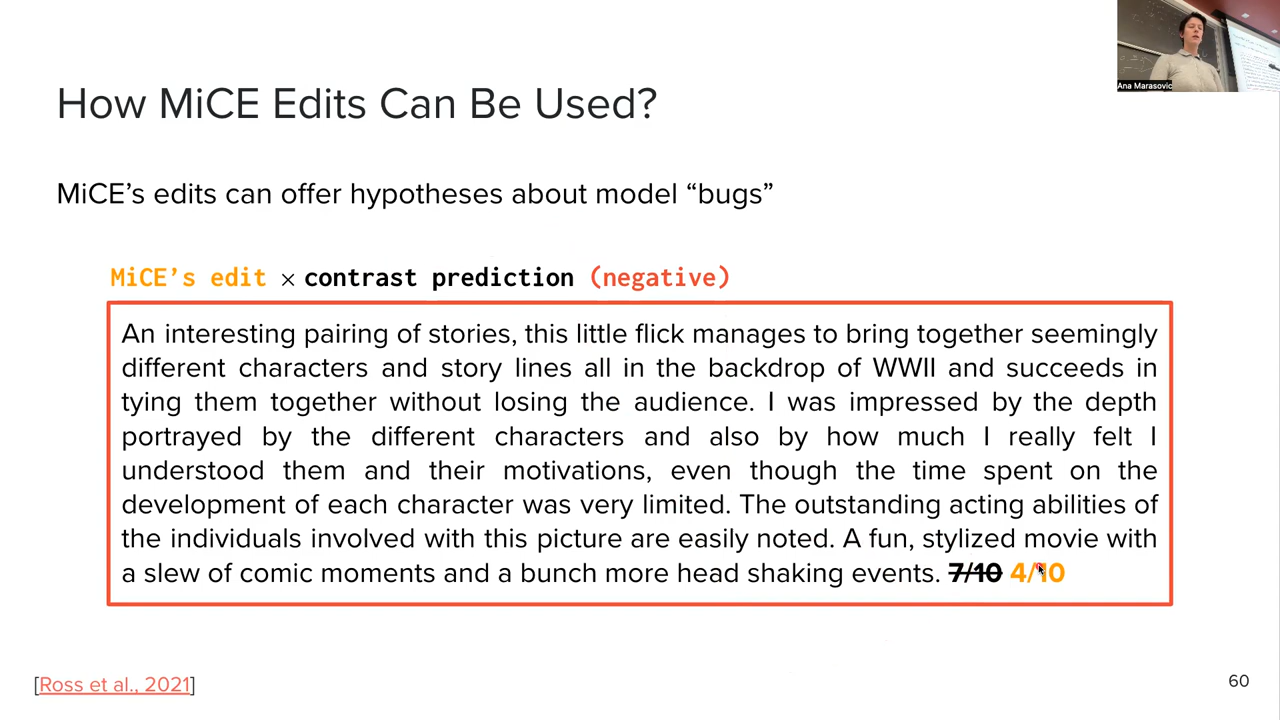 Ana Marasovic
How MiCE Edits Can Be Used?
MiCE’s edits can offer hypotheses about model “bugs”
MiCE’s edit × contrast prediction (negative)
An interesting pairing of stories, this little flick manages to bring together seemingly
different characters and story lines all in the backdrop of WWII and succeeds in
tying them together without losing the audience. I was impressed by the depth
portrayed by the different characters and also by how much I really felt I
understood them and their motivations, even though the time spent on the
development of each character was very limited. The outstanding acting abilities of
the individuals involved with this picture are easily noted. A fun, stylized movie with
a slew of comic moments and a bunch more head shaking events. 7/10 4/10
[Ross et al., 2021]
60